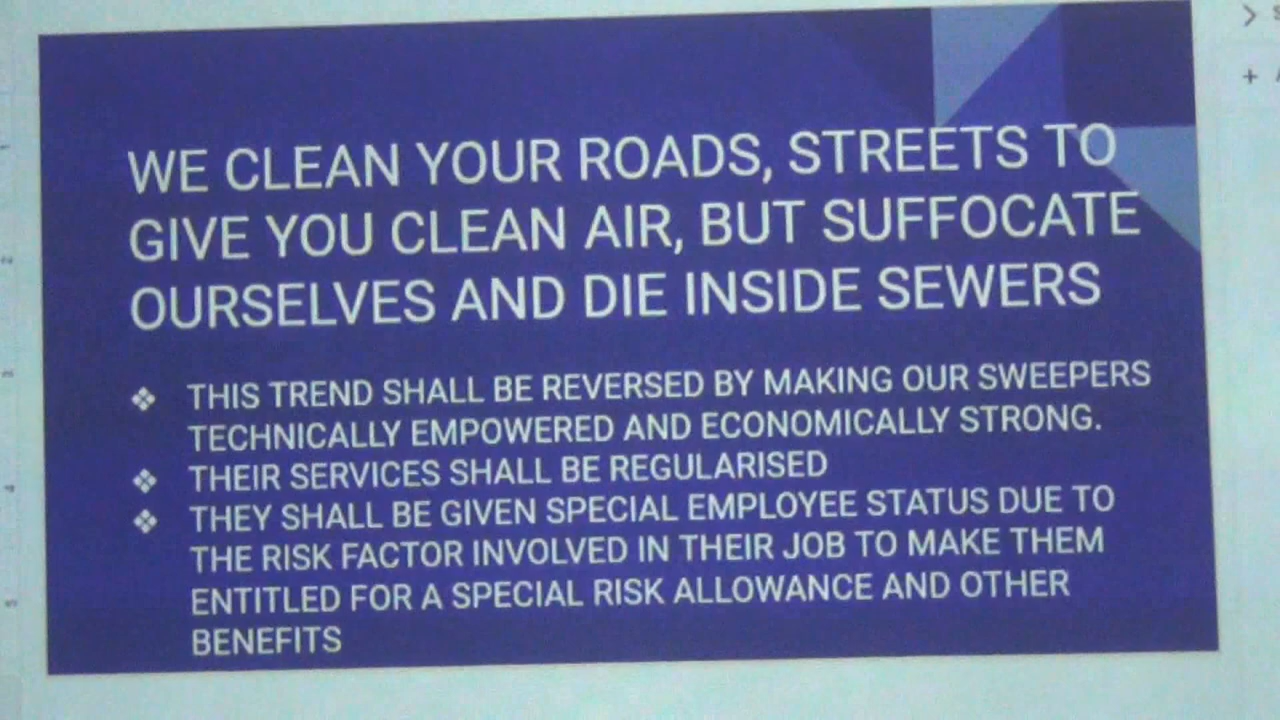 WE CLEAN YOUR ROADS, STREETS TO
GIVE YOU CLEAN AIR, BUT SUFFOCATE
OURSELVES AND DIE INSIDE SEWERS
❖ THIS TREND SHALL BE REVERSED BY MAKING OUR SWEEPERS
TECHNICALLY EMPOWERED AND ECONOMICALLY STRONG.
❖ THEIR SERVICES SHALL BE REGULARISED
❖ THEY SHALL BE GIVEN SPECIAL EMPLOYEE STATUS DUE TO
THE RISK FACTOR INVOLVED IN THEIR JOB TO MAKE THEM
ENTITLED FOR A SPECIAL RISK ALLOWANCE AND OTHER
BENEFITS